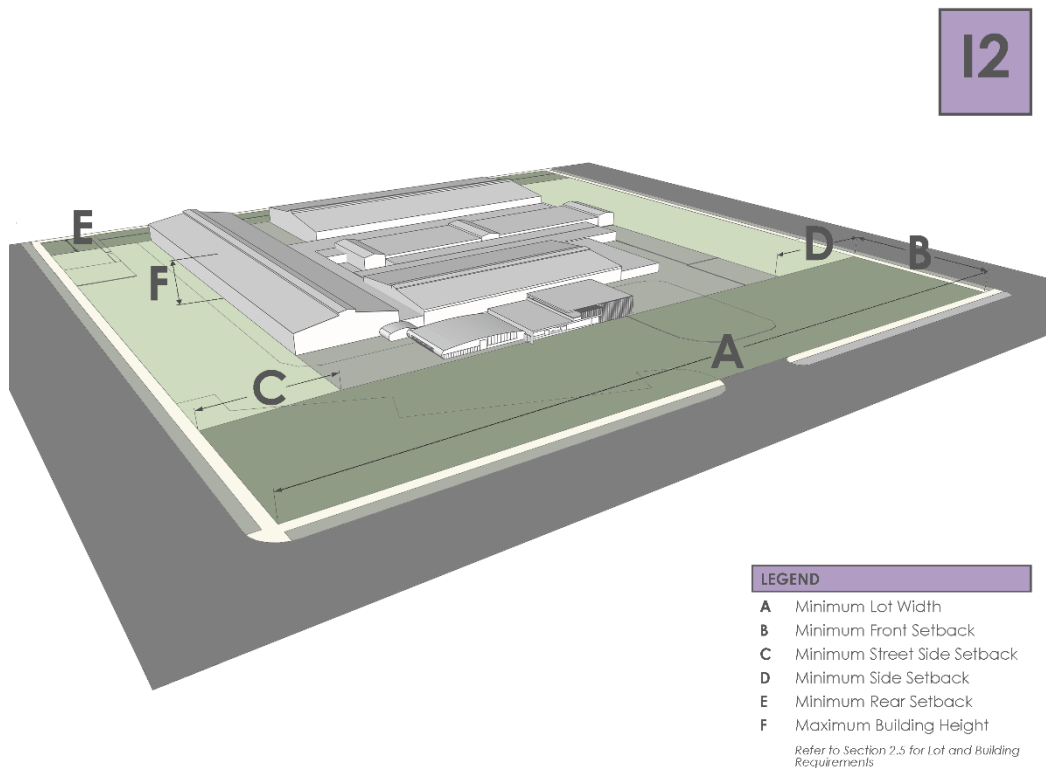 I2
E
F
D
B
A
C
LEGEND
A Minimum Lot Width
B Minimum Front Setback
C Minimum Street Side Setback
D Minimum Side Setback
E Minimum Rear Setback
F Maximum Building Height
Refer to Section 2.5 for Lot and Building
Requirements